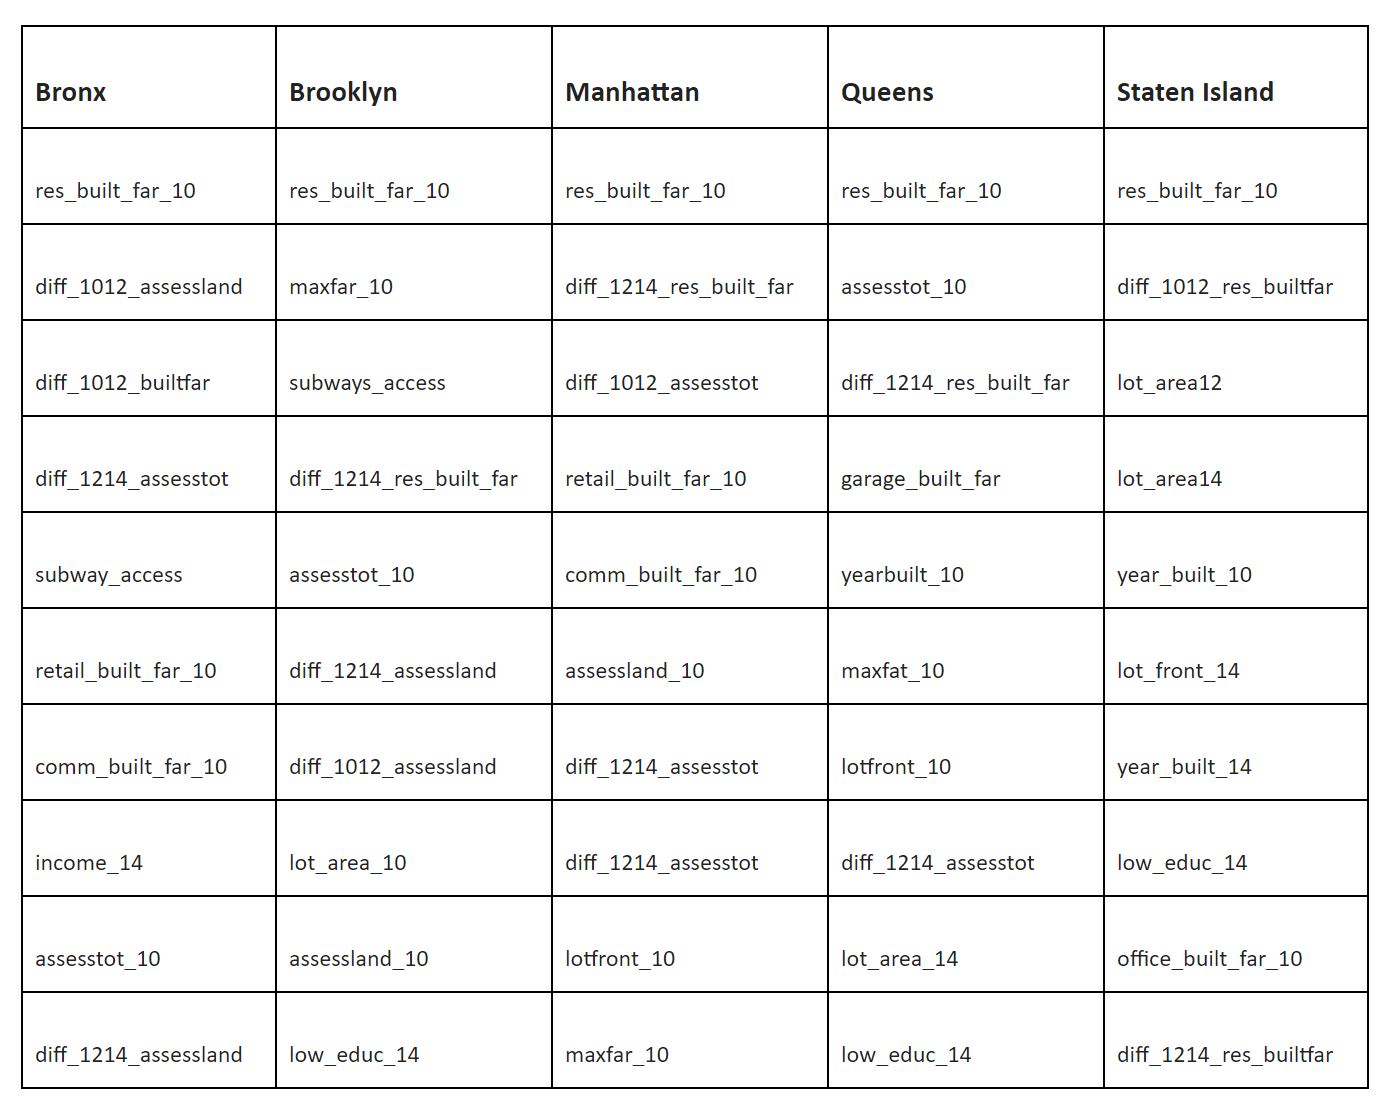 Bronx Brooklyn Manhattan Queens Staten Island
res_built_far_10 res_built_far_10 res_built_far_10 res_built_far_10 res_built_far_10
diff_1012_assessland maxfar_10 diff_1214_res_built_far assesstot_10 diff_1012_res_builtfar
diff_1012_builtfar subways_access diff_1012_assesstot diff_1214_res_built_far lot_area12
diff_1214_assesstot diff_1214_res_built_far retail_built_far_10 garage_built_far lot_area14
subway_access assesstot_10 comm_built_far_10 yearbuilt_10 year_built_10
retail_built_far_10 diff_1214_assessland assessland_10 maxfat_10 lot_front_14
comm_built_far_10 diff_1012_assessland diff_1214_assesstot lotfront_10 year_built_14
income_14 lot_area_10 diff_1214_assesstot diff_1214_assesstot low_educ_14
assesstot_10 assessland_10 lotfront_10 lot_area_14 office_built_far_10
diff_1214_assessland low_educ_14 maxfar_10 low_educ_14 diff_1214_res_builtfar